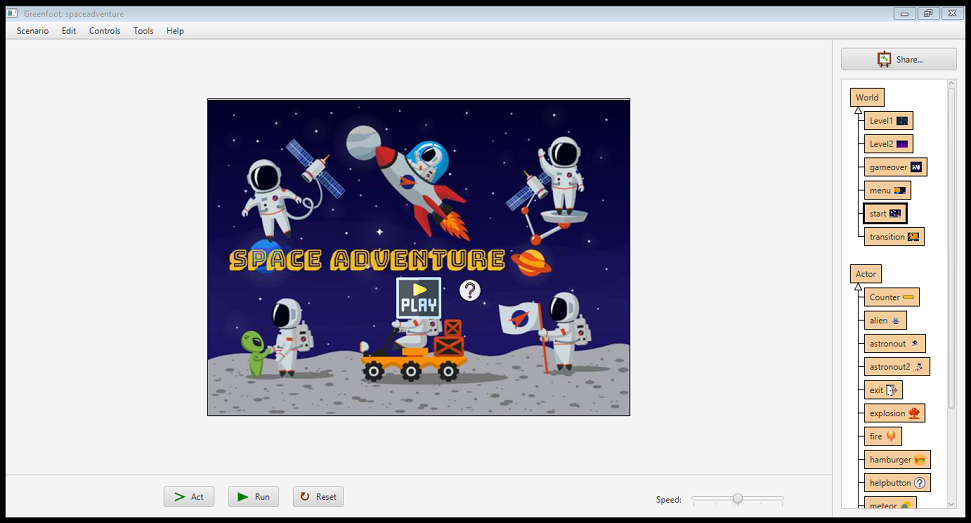 Greenfoot: spaceadventure
Scenario Edit Controls Tools Help
Share...
World
Level1
Level2
gameover
menu
start
transition
SPACE ADVENTURE
PLAY
?
Actor
Counter
alien
astronout
astronout2
exit
explosion
fire
hamburger
helpbutton
meteor
Act Run Reset
Speed: